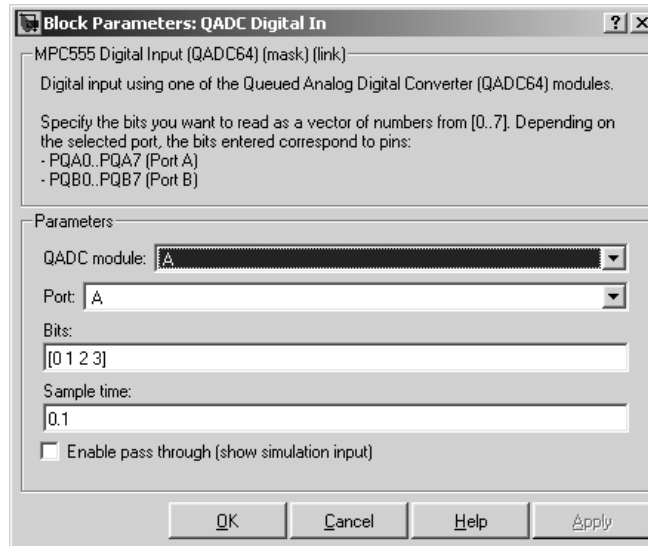 Block Parameters: QADC Digital In
MPC555 Digital Input (QADC64) (mask) (link)
Digital input using one of the Queued Analog Digital Converter (QADC64) modules.
Specify the bits you want to read as a vector of numbers from [0..7]. Depending on
the selected port, the bits entered correspond to pins:
- PQA0..PQA7 (Port A)
- PQB0..PQB7 (Port B)
Parameters
QADC module: A
Port: A
Bits:
[0 1 2 3]
Sample time:
0.1
Enable pass through (show simulation input)
OK Cancel Help Apply